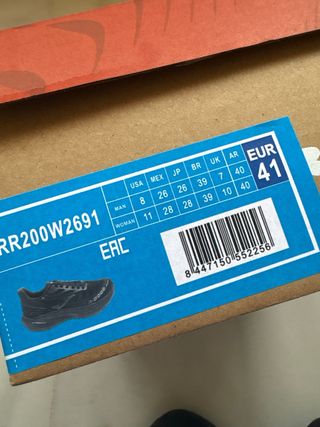 USA MEX JP BR UK AR
MAN 8 26 26 39 7 40
WOMAN 11 28 28 39 10 40
EUR
41
RR200W2691
EAC
8 447150 552256